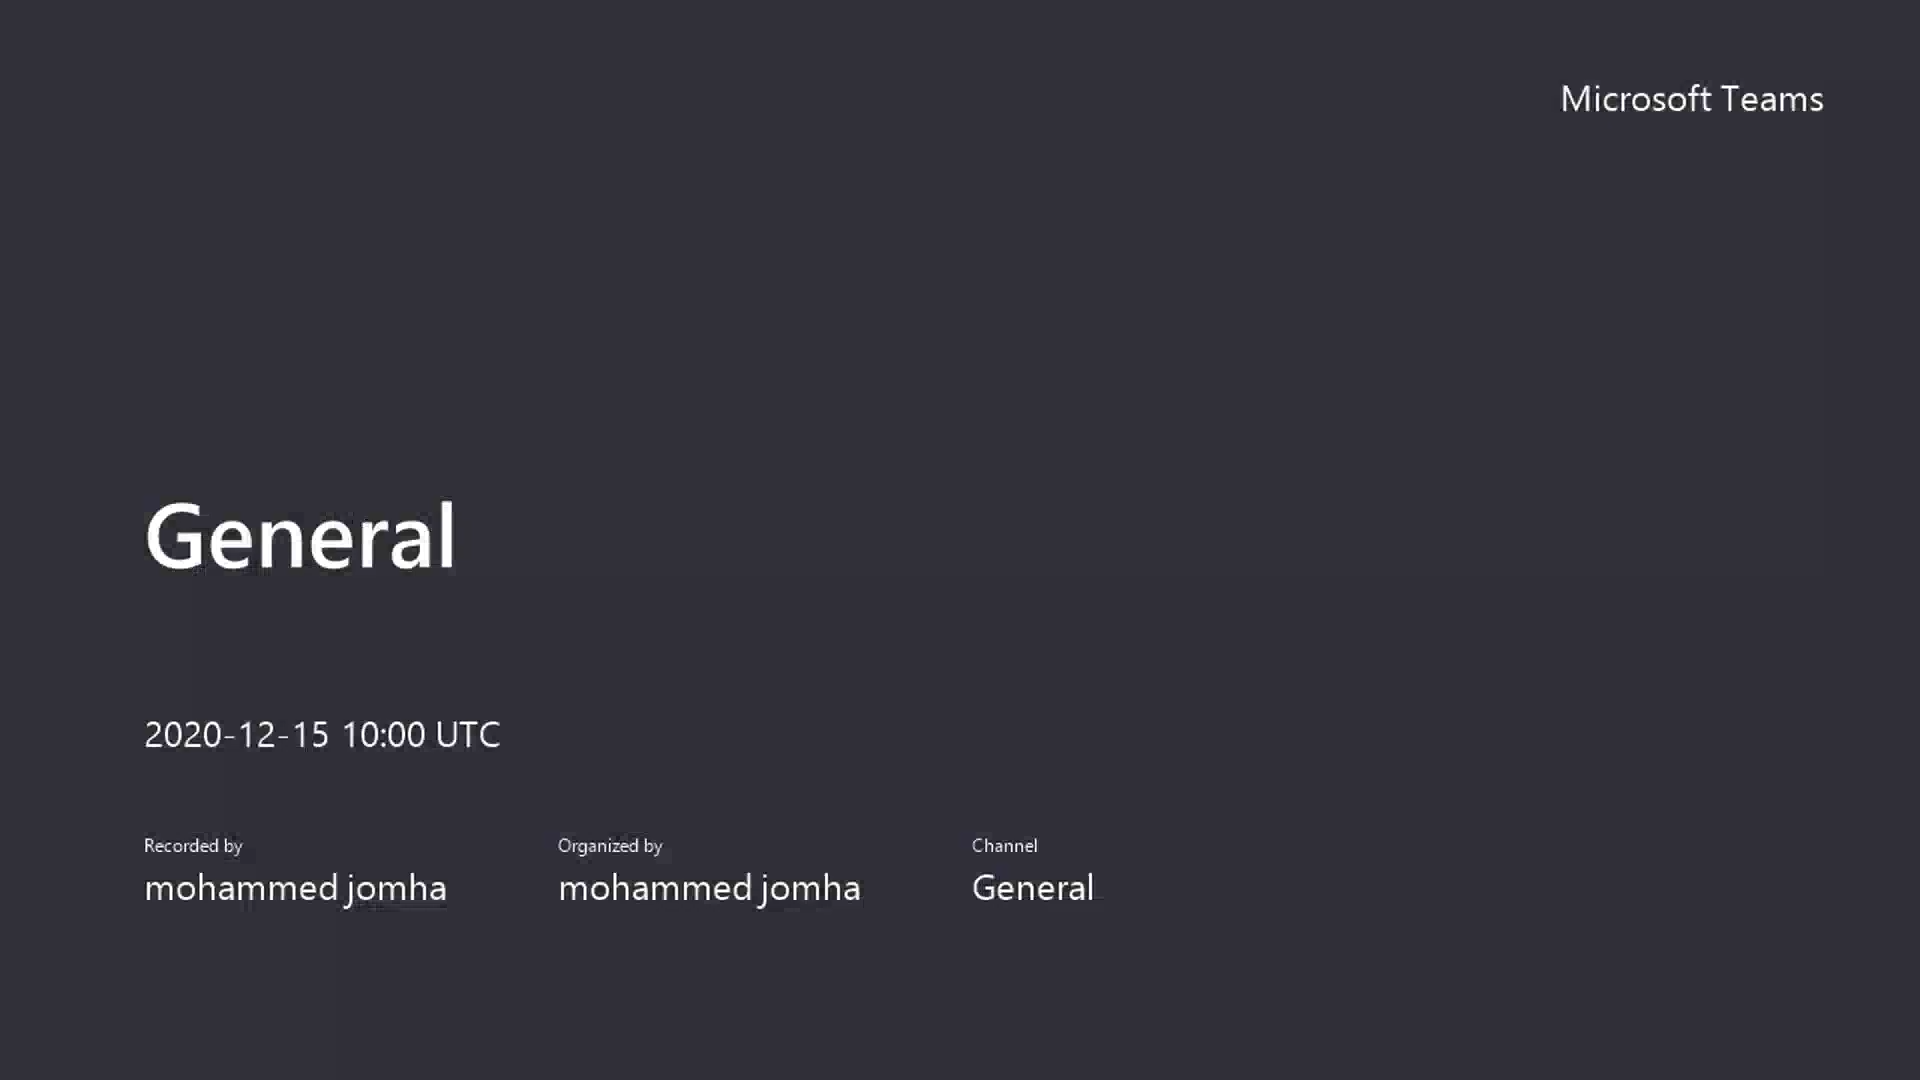 Microsoft Teams
General
2020-12-15 10:00 UTC
Recorded by
mohammed jomha
Organized by
mohammed jomha
Channel
General